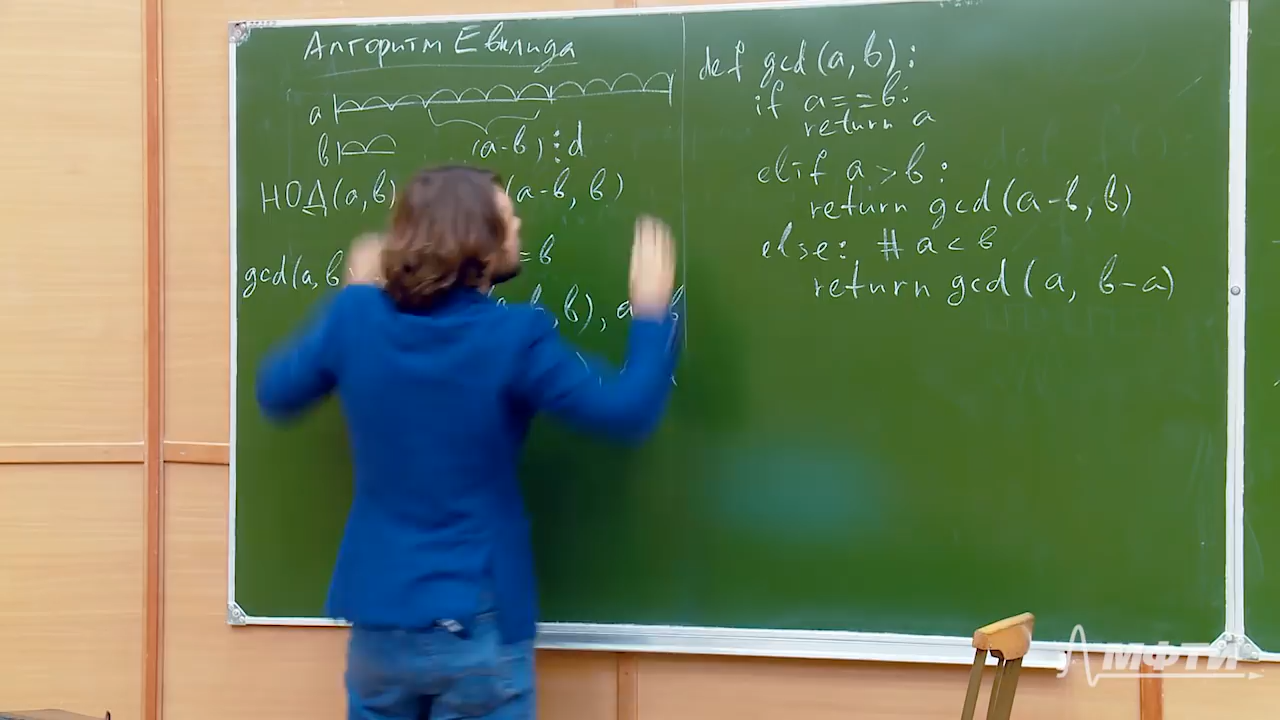 Алгоритм Евклида
a
b (a-b) ⋮ d
НОД(a,b) (a-b, b)
gcd(a,b = b
b), a b
def gcd(a,b):
if a==b:
return a
elif a>b:
return gcd(a-b,b)
else: # a<b
return gcd(a, b-a)
МФТИ